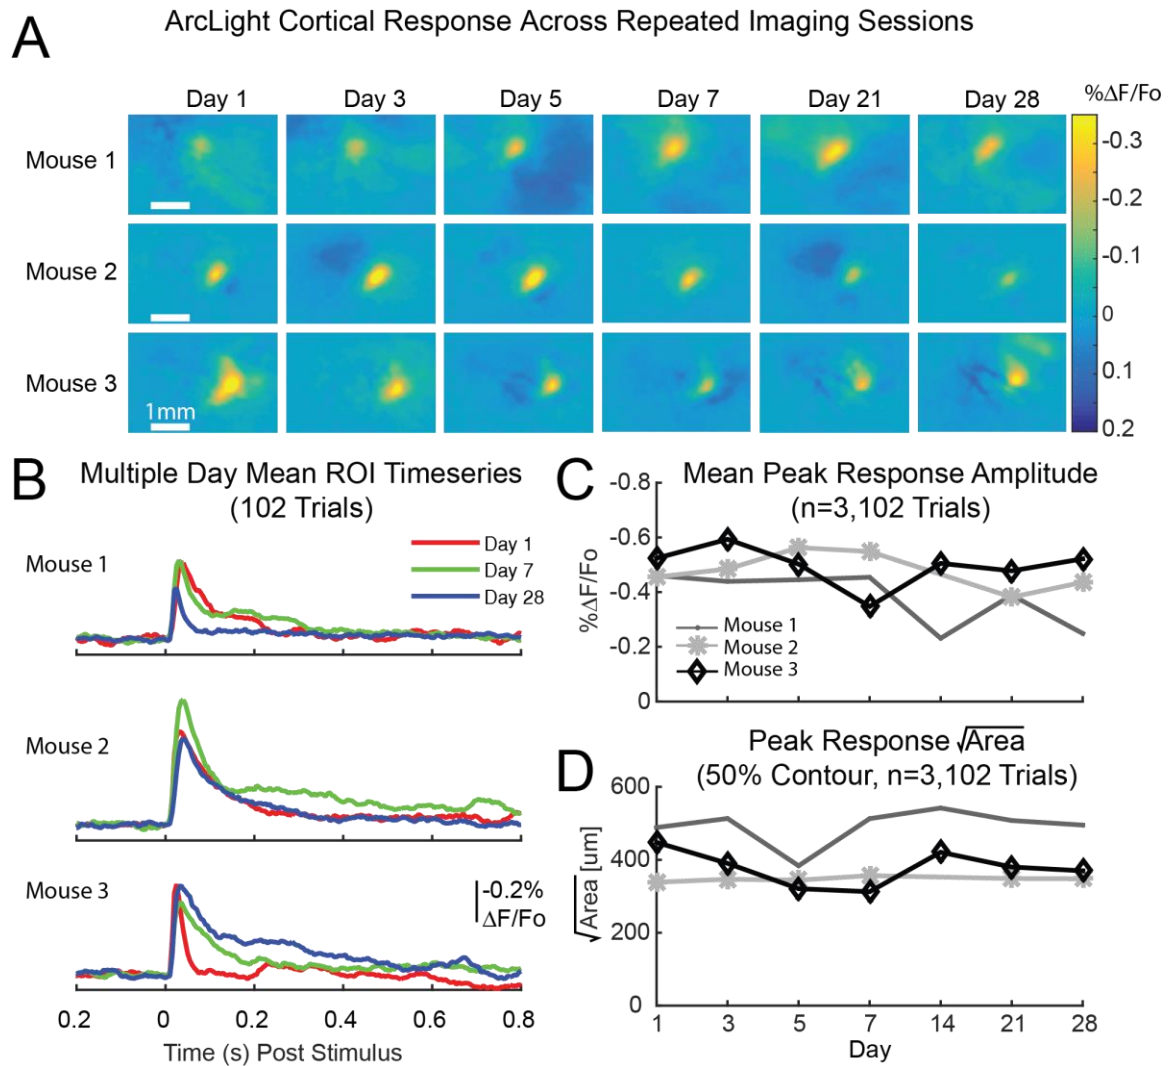 A
ArcLight Cortical Response Across Repeated Imaging Sessions
Day 1 Day 3 Day 5 Day 7 Day 21 Day 28
%ΔF/Fo
Mouse 1
Mouse 2
Mouse 3
1mm
-0.3
-0.2
-0.1
0
0.1
0.2
B
Multiple Day Mean ROI Timeseries
(102 Trials)
Mouse 1
Day 1
Day 7
Day 28
Mouse 2
Mouse 3
-0.2%
ΔF/Fo
0.2 0 0.2 0.4 0.6 0.8
Time (s) Post Stimulus
C
Mean Peak Response Amplitude
(n=3,102 Trials)
%ΔF/Fo
-0.8
-0.6
-0.4
-0.2
0
Mouse 1
Mouse 2
Mouse 3
D
Peak Response √Area
(50% Contour, n=3,102 Trials)
√Area [um]
600
400
200
0
1 3 5 7 14 21 28
Day